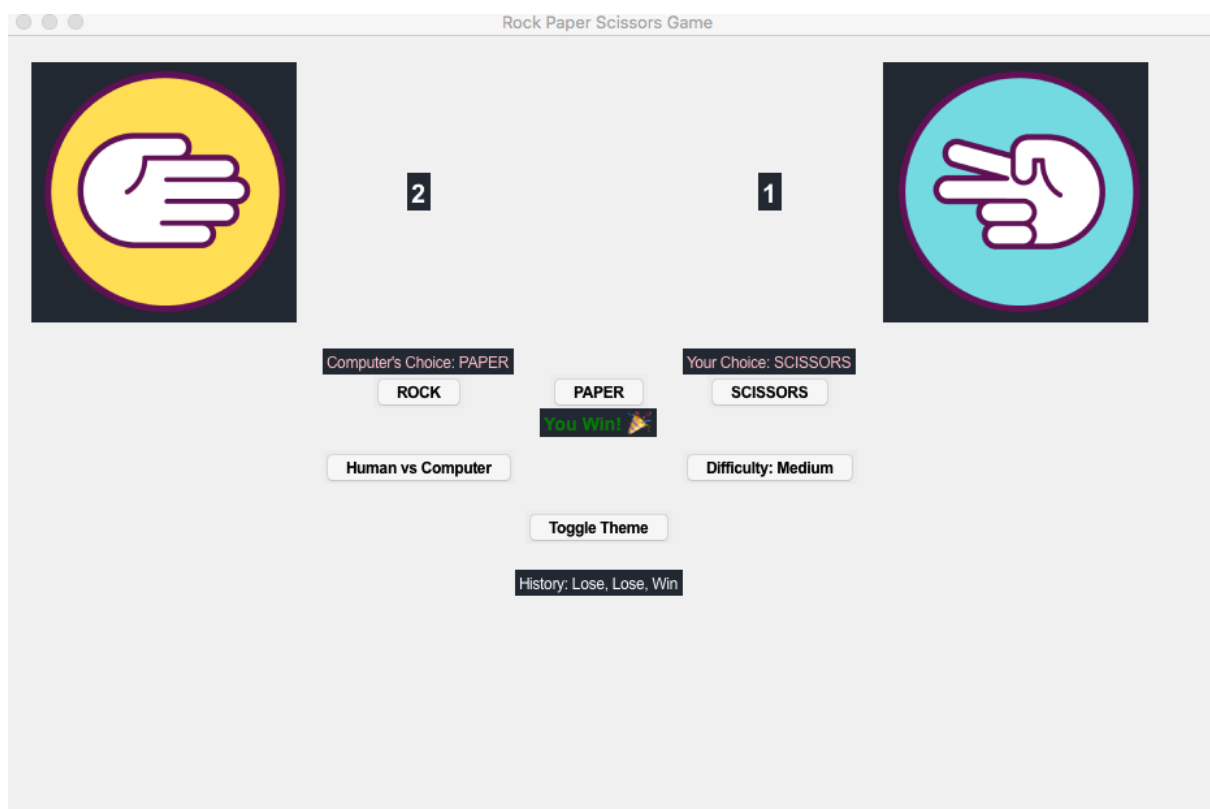 Rock Paper Scissors Game
2
1
Computer's Choice: PAPER
Your Choice: SCISSORS
ROCK
PAPER
SCISSORS
You Win! 🎉
Human vs Computer
Difficulty: Medium
Toggle Theme
History: Lose, Lose, Win